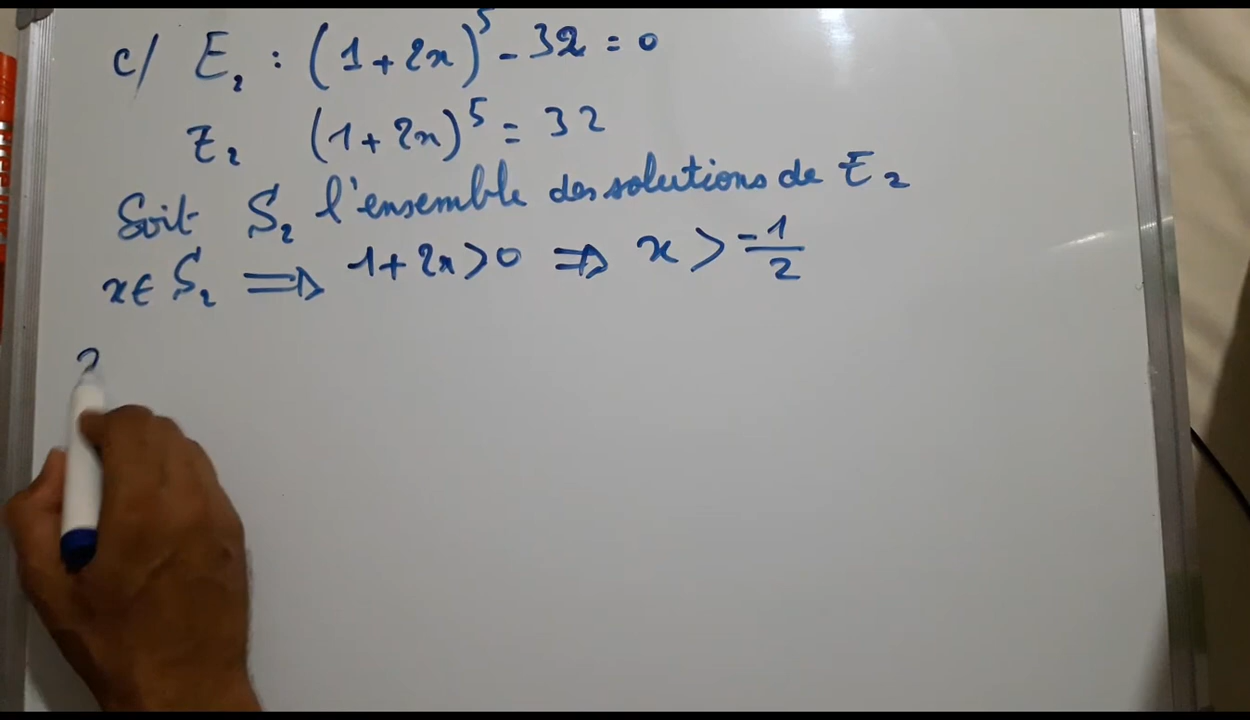 c/ E₂ : (1+2x)⁵ - 32 = 0
E₂ (1+2x)⁵ = 32
Soit S₂ l'ensemble des solutions de E₂
x ∈ S₂ ⟹ 1+2x > 0 ⟹ x > -1/2